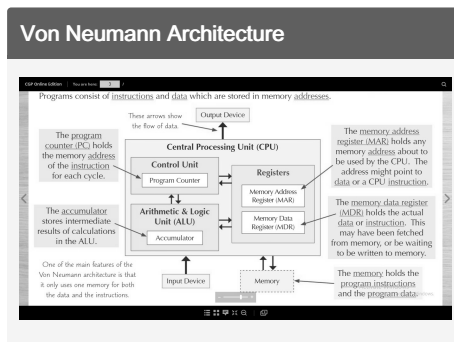 Von Neumann Architecture
CGP Online Edition | You are here: 3 /
Programs consist of instructions and data which are stored in memory addresses.
These arrows show
the flow of data.
Output Device
The program
counter (PC) holds
the memory address
of the instruction
for each cycle.
Central Processing Unit (CPU)
Control Unit
Program Counter
Registers
Memory Address
Register (MAR)
Memory Data
Register (MDR)
Arithmetic & Logic
Unit (ALU)
Accumulator
The accumulator
stores intermediate
results of calculations
in the ALU.
The memory address
register (MAR) holds any
memory address about to
be used by the CPU. The
address might point to
data or a CPU instruction.
The memory data register
(MDR) holds the actual
data or instruction. This
may have been fetched
from memory, or be waiting
to be written to memory.
One of the main features of the
Von Neumann architecture is that
it only uses one memory for both
the data and the instructions.
Input Device
Memory
The memory holds the
program instructions
and the program data.